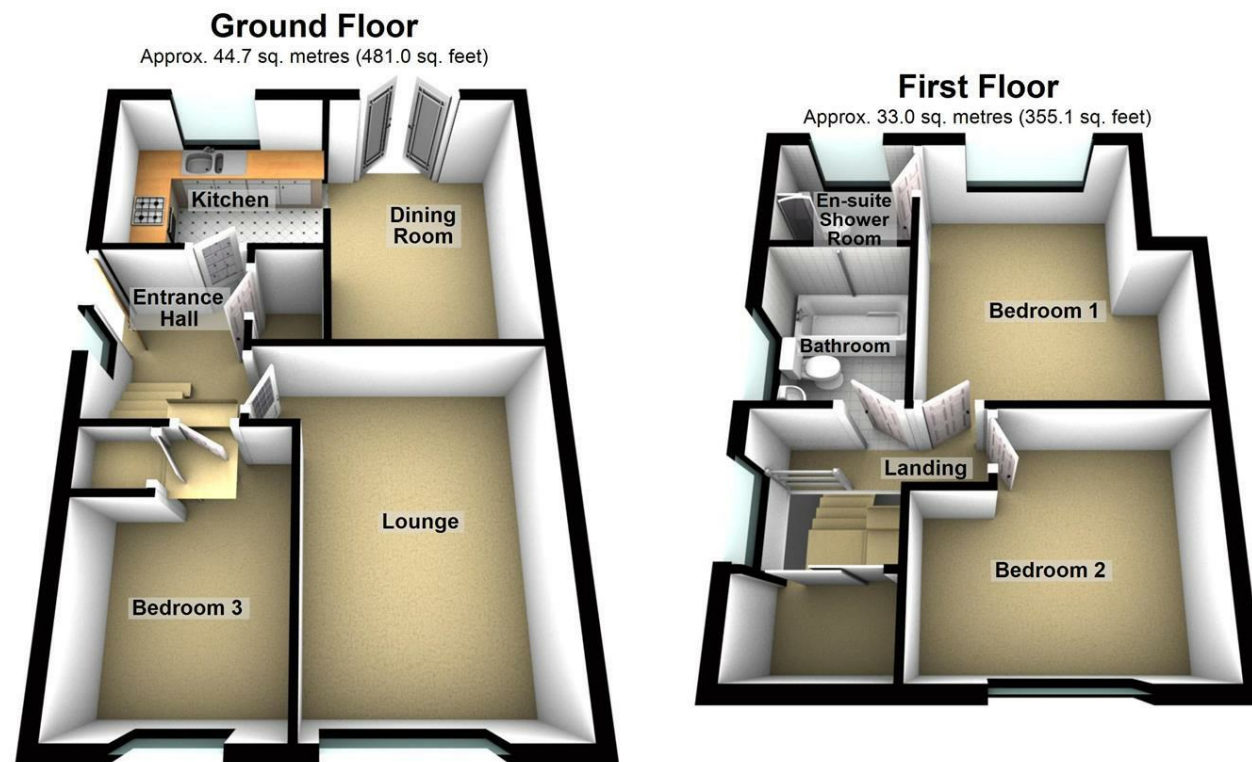 Ground Floor
Approx. 44.7 sq. metres (481.0 sq. feet)
Kitchen
Dining
Room
Entrance
Hall
Lounge
Bedroom 3
First Floor
Approx. 33.0 sq. metres (355.1 sq. feet)
En-suite
Shower
Room
Bedroom 1
Bathroom
Landing
Bedroom 2